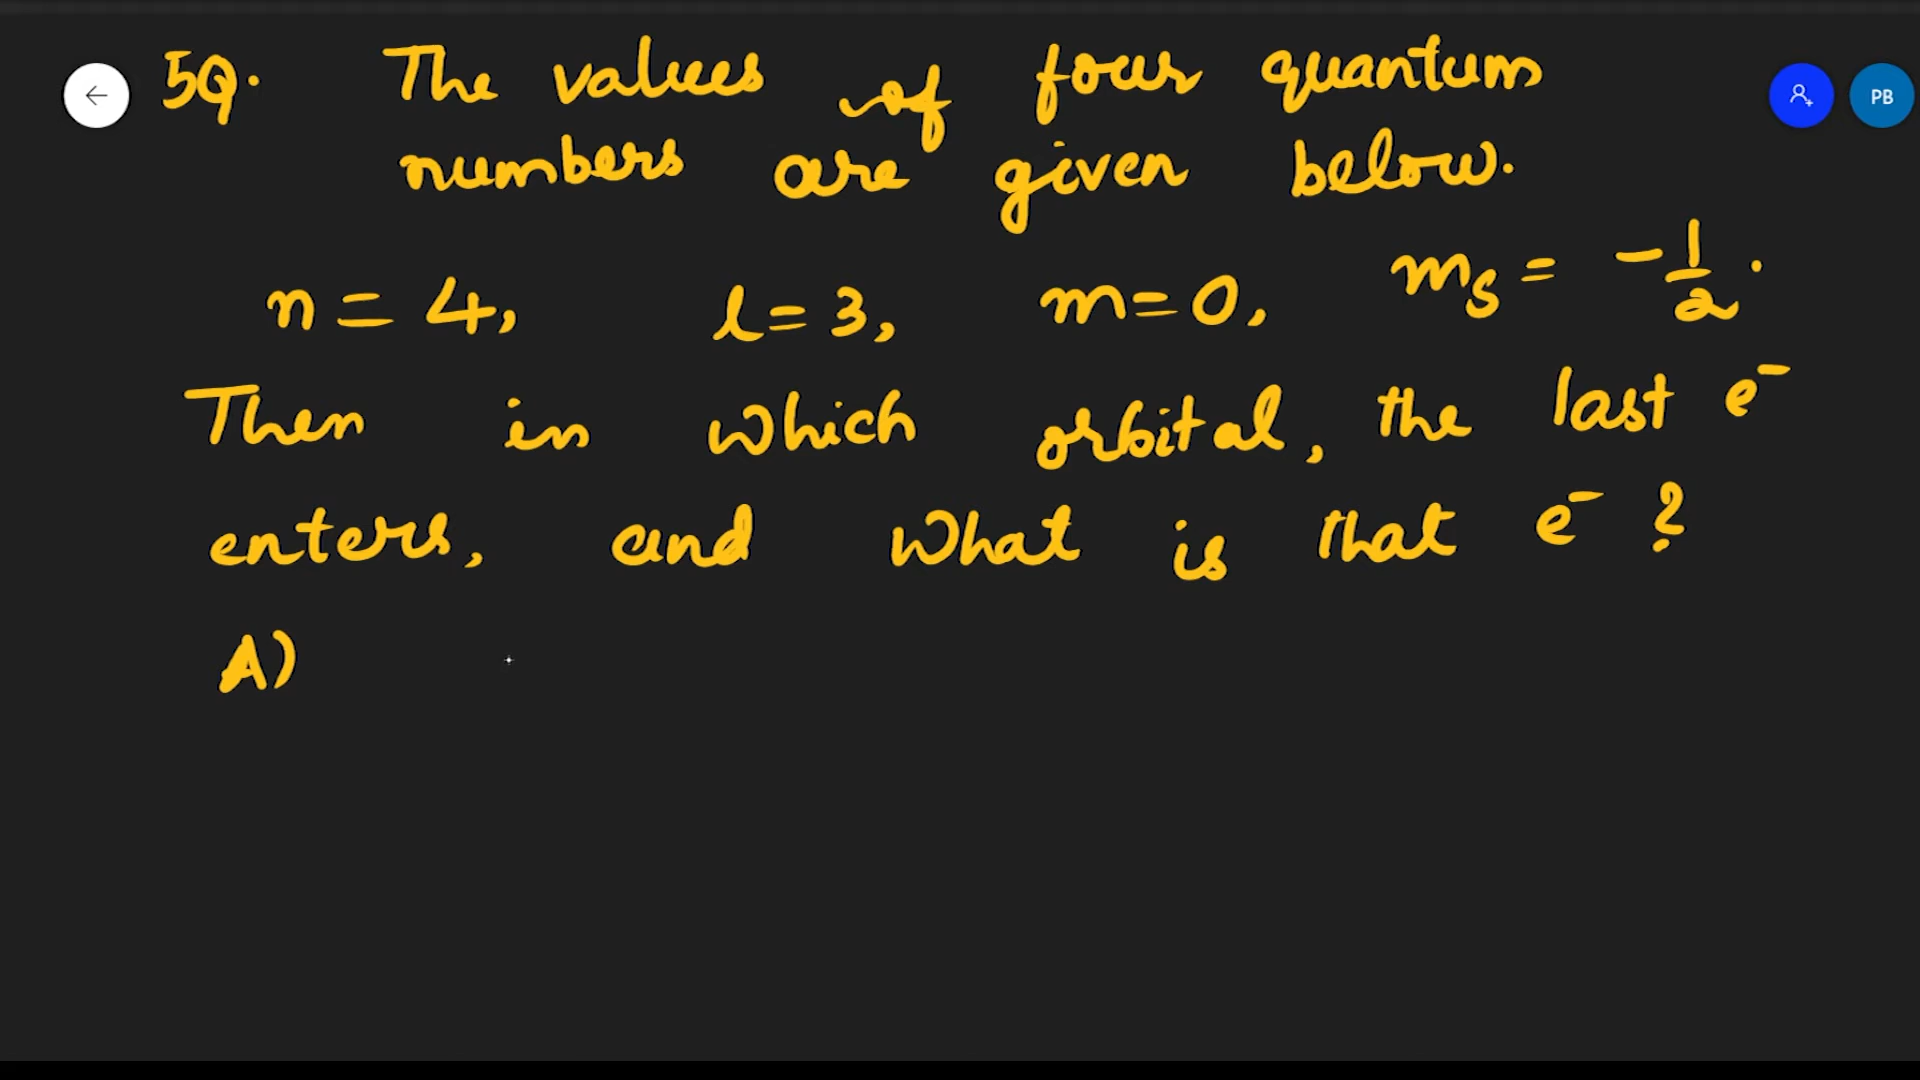 5Q. The values of four quantum
numbers are given below.
n = 4, l = 3, m = 0, ms = -1/2.
Then in which orbital, the last e⁻
enters, and what is that e⁻ ?
A)
PB